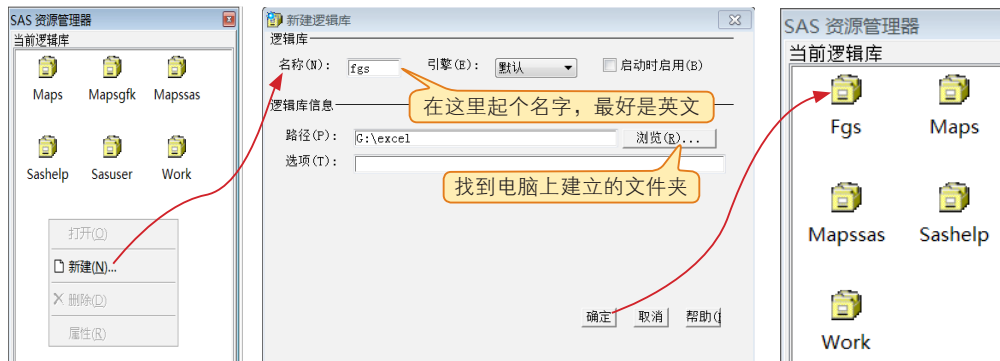 SAS 资源管理器
当前逻辑库
Maps Mapsgfk Mapssas
Sashelp Sasuser Work
打开(O)
新建(N)...
删除(D)
属性(R)
新建逻辑库
逻辑库
名称(N): fgs 引擎(E): 默认 启动时启用(B)
在这里起个名字，最好是英文
逻辑库信息
路径(P): G:\excel 浏览(R)...
选项(T):
找到电脑上建立的文件夹
确定 取消 帮助(
SAS 资源管理器
当前逻辑库
Fgs Maps
Mapssas Sashelp
Work